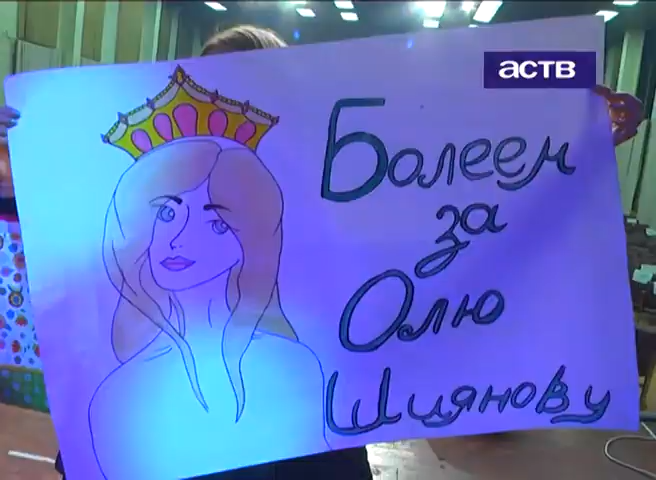 аств
Болеем
за
Олю
Шиянову